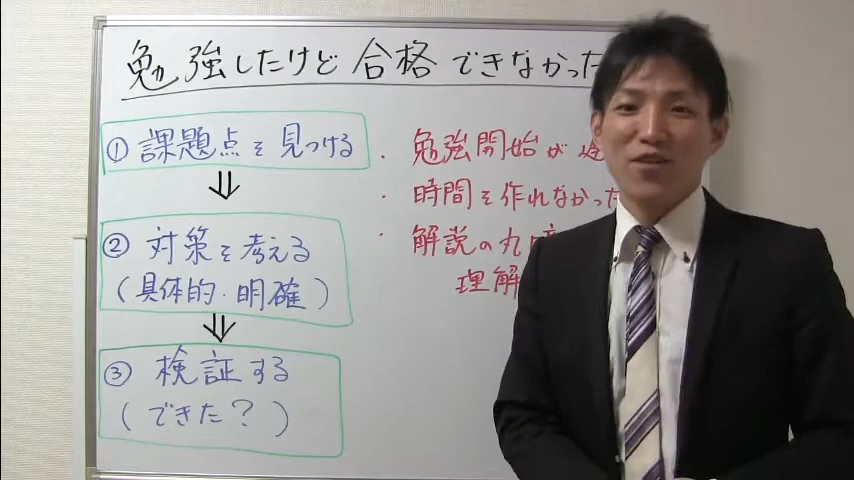 勉強したけど 合格できなかった
① 課題点を見つける
② 対策を考える
(具体的・明確)
③ 検証する
(できた?)
・勉強開始が
・時間を作れなかった
・解説の丸暗
理解